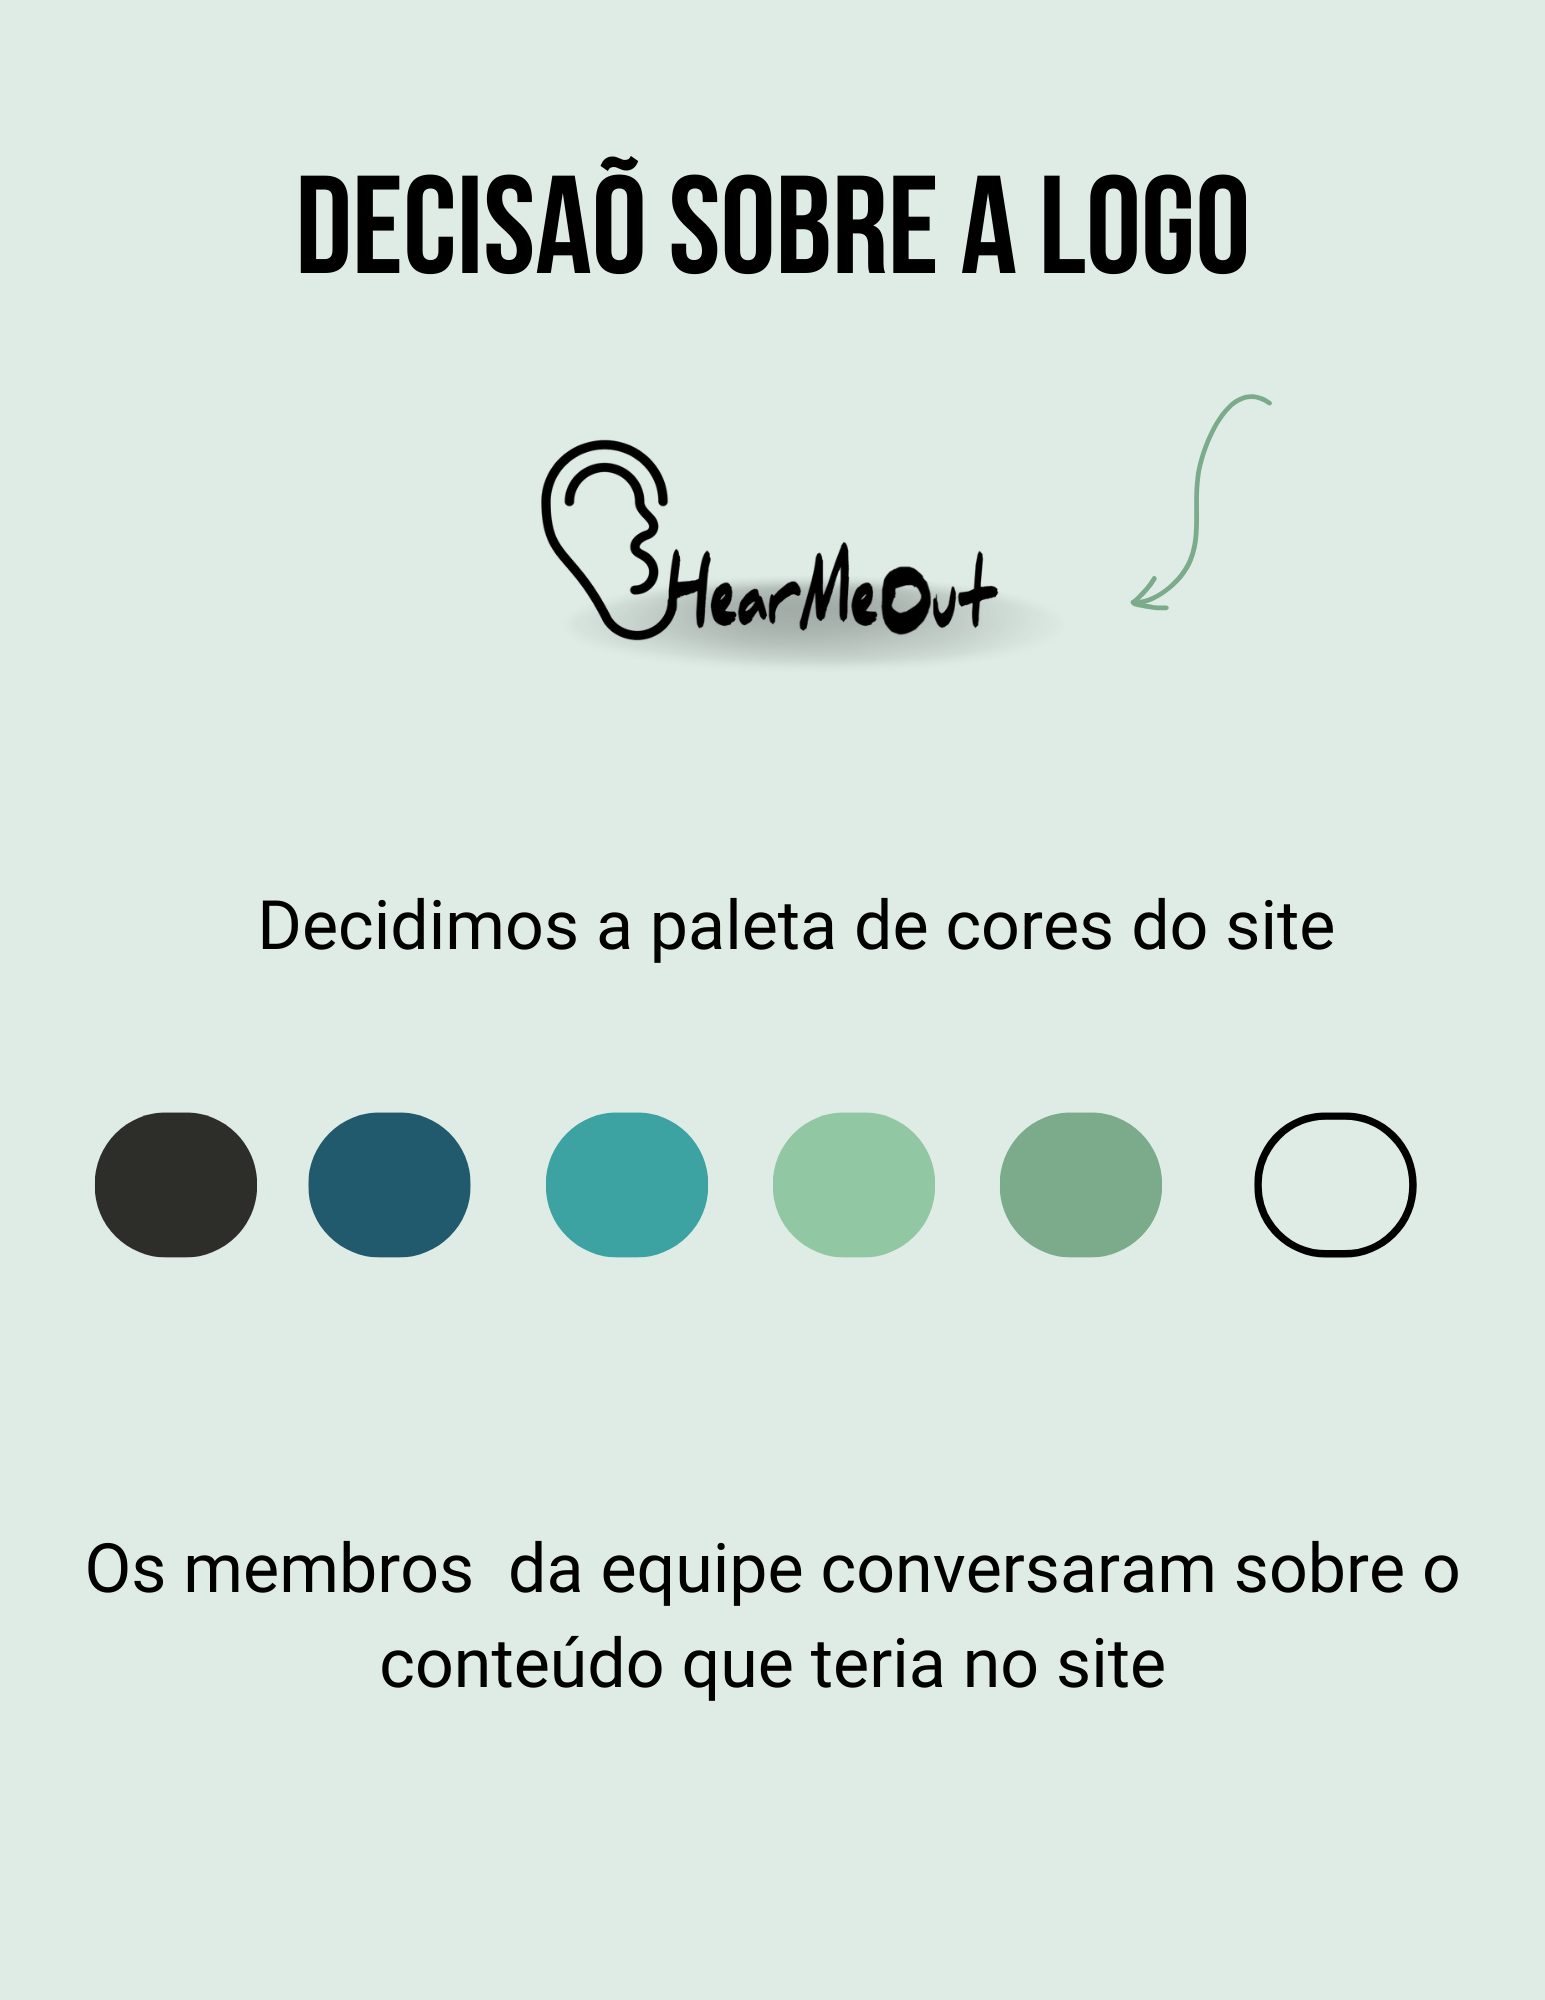 DECISAÕ SOBRE A LOGO
HearMeOut
Decidimos a paleta de cores do site
Os membros  da equipe conversaram sobre o
conteúdo que teria no site